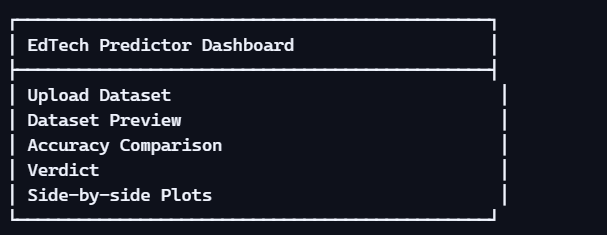 EdTech Predictor Dashboard
Upload Dataset
Dataset Preview
Accuracy Comparison
Verdict
Side-by-side Plots